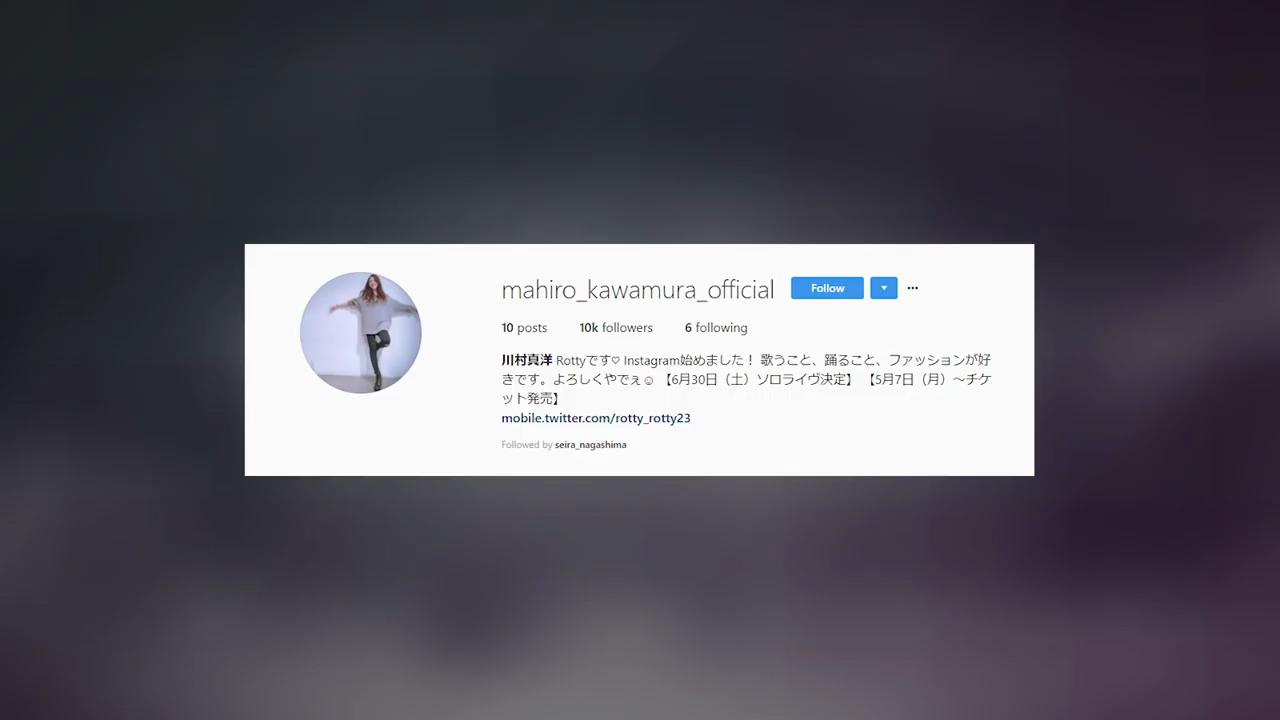 mahiro_kawamura_official Follow ...
10 posts 10k followers 6 following
川村真洋 Rottyです♡ Instagram始めました！ 歌うこと、踊ること、ファッションが好
きです。よろしくやでぇ☺ 【6月30日（土）ソロライヴ決定】 【5月7日（月）〜チケ
ット発売】
mobile.twitter.com/rotty_rotty23
Followed by seira_nagashima